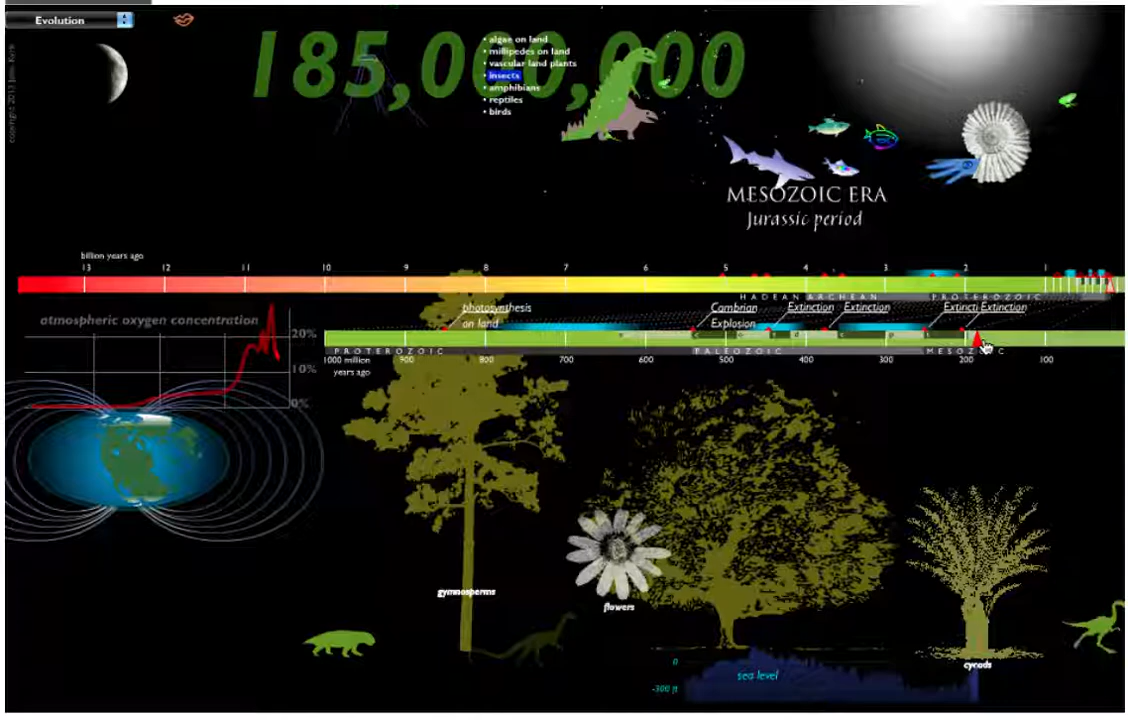 Evolution
185,000,000
• algae on land
• millipedes on land
• vascular land plants
• insects
• amphibians
• reptiles
• birds
MESOZOIC ERA
Jurassic period
billion years ago
13 12 11 10 9 8 7 6 5 4 3 2 1
HADEAN ARCHEAN PROTEROZOIC
photosynthesis
on land
Cambrian
Explosion
Extinction
Extinction
Extincti
Extinction
atmospheric oxygen concentration
20%
10%
0%
PROTEROZOIC PALEOZOIC
1000 million
years ago
900 800 700 600 500 400 300 200 100
gymnosperms
flowers
cycads
0
-300 ft
sea level